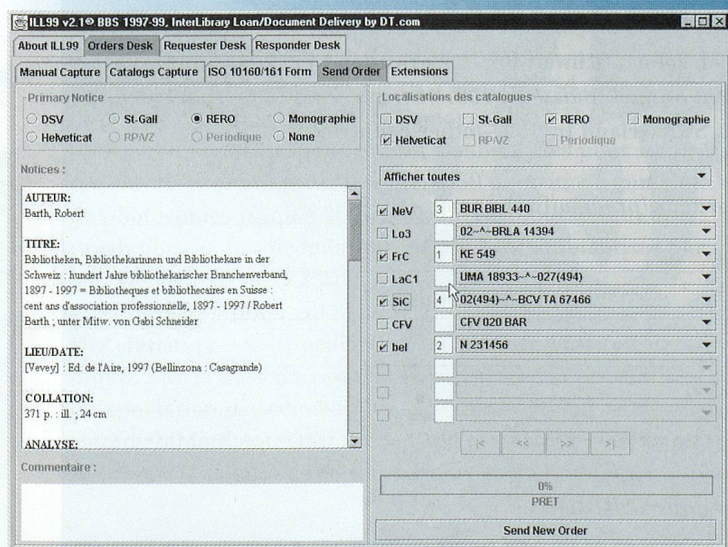 ILL99 v2.1© BBS 1997-99, InterLibrary Loan/Document Delivery by DT.com
About ILL99 Orders Desk Requester Desk Responder Desk
Manual Capture Catalogs Capture ISO 10160/161 Form Send Order Extensions
Primary Notice
DSV St-Gall RERO Monographie
Helveticat RP/VZ Periodique None
Notices :
AUTEUR:
Barth, Robert
TITRE:
Bibliotheken, Bibliothekarinnen und Bibliothekare in der
Schweiz : hundert Jahre bibliothekarischer Branchenverband,
1897 - 1997 = Bibliotheques et bibliothecaires en Suisse :
cent ans d'association professionnelle, 1897 - 1997 / Robert
Barth ; unter Mitw. von Gabi Schneider
LIEU/DATE:
[Vevey] : Ed. de l'Aire, 1997 (Bellinzona : Casagrande)
COLLATION:
371 p. : ill. ; 24 cm
ANALYSE:
Commentaire :
Localisations des catalogues
DSV St-Gall RERO Monographie
Helveticat RP/VZ Periodique
Afficher toutes
NeV 3 BUR BIBL 440
Lo3 02~^~BRLA 14394
FrC 1 KE 549
LaC1 UMA 18933~^~027(494)
SiC 4 02(494)~^~BCV TA 67466
CFV CFV 020 BAR
bel 2 N 231456
|< << >> >|
0%
PRET
Send New Order